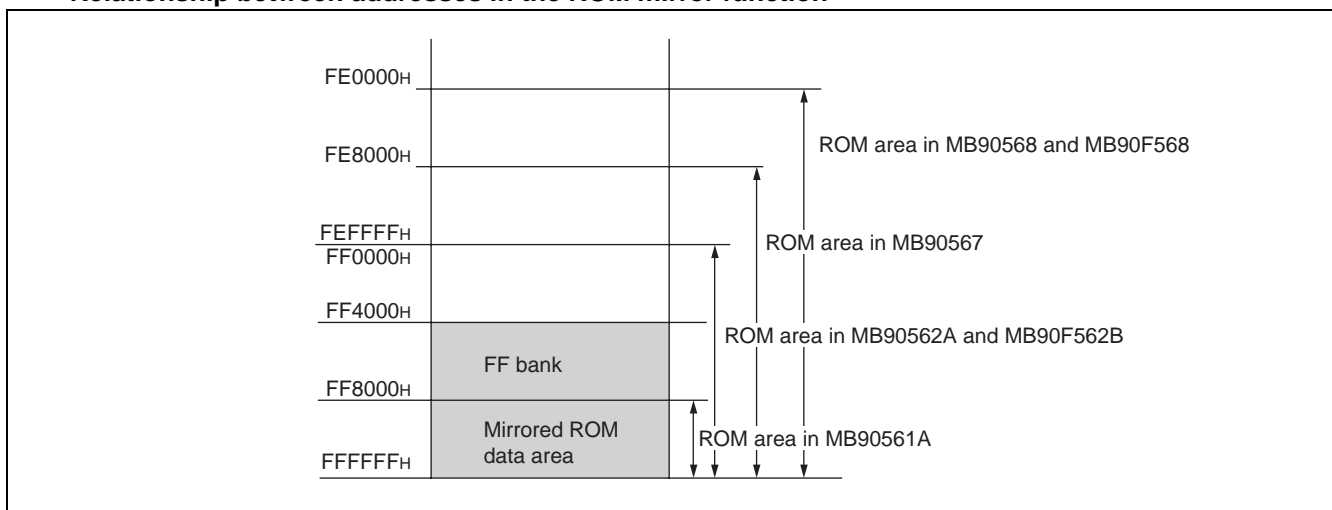 Relationship between addresses in the ROM mirror function
FE0000H
ROM area in MB90568 and MB90F568
FE8000H
FEFFFFH
ROM area in MB90567
FF0000H
FF4000H
ROM area in MB90562A and MB90F562B
FF bank
FF8000H
Mirrored ROM
data area
ROM area in MB90561A
FFFFFFH